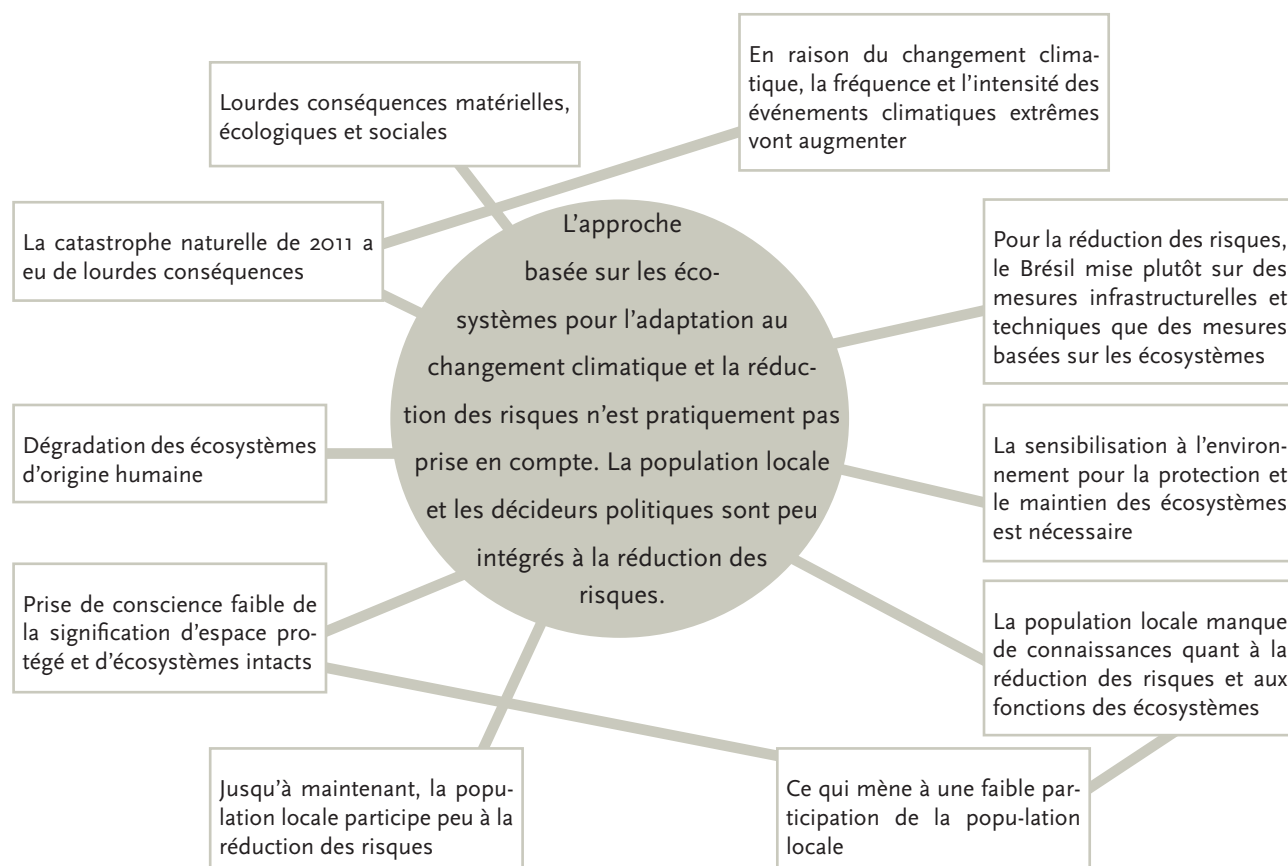 En raison du changement clima-
tique, la fréquence et l'intensité des
événements climatiques extrêmes
vont augmenter
Lourdes conséquences matérielles,
écologiques et sociales
La catastrophe naturelle de 2011 a
eu de lourdes conséquences
L'approche
basée sur les éco-
systèmes pour l'adaptation au
changement climatique et la réduc-
tion des risques n'est pratiquement pas
prise en compte. La population locale
et les décideurs politiques sont peu
intégrés à la réduction des
risques.
Pour la réduction des risques,
le Brésil mise plutôt sur des
mesures infrastructurelles et
techniques que des mesures
basées sur les écosystèmes
Dégradation des écosystèmes
d'origine humaine
La sensibilisation à l'environ-
nement pour la protection et
le maintien des écosystèmes
est nécessaire
Prise de conscience faible de
la signification d'espace pro-
tégé et d'écosystèmes intacts
La population locale manque
de connaissances quant à la
réduction des risques et aux
fonctions des écosystèmes
Jusqu'à maintenant, la popu-
lation locale participe peu à la
réduction des risques
Ce qui mène à une faible par-
ticipation de la popu-lation
locale